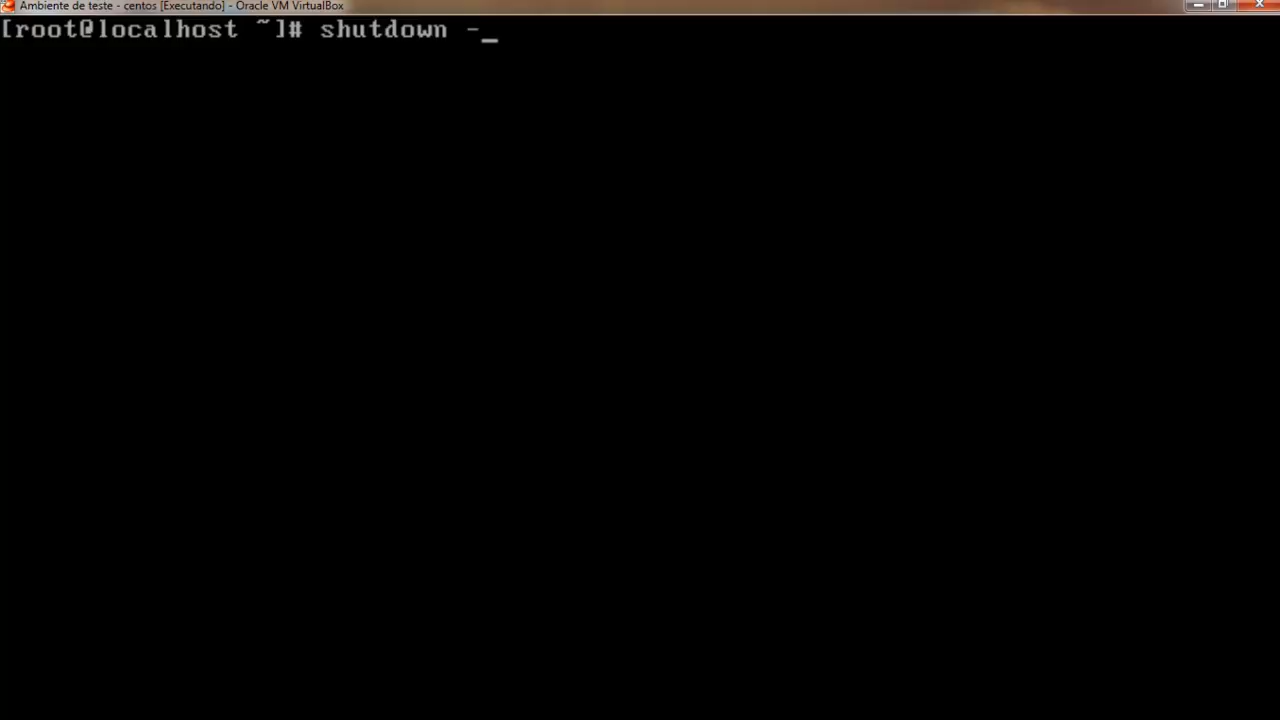 Ambiente de teste - centos [Executando] - Oracle VM VirtualBox
[root@localhost ~]# shutdown -_